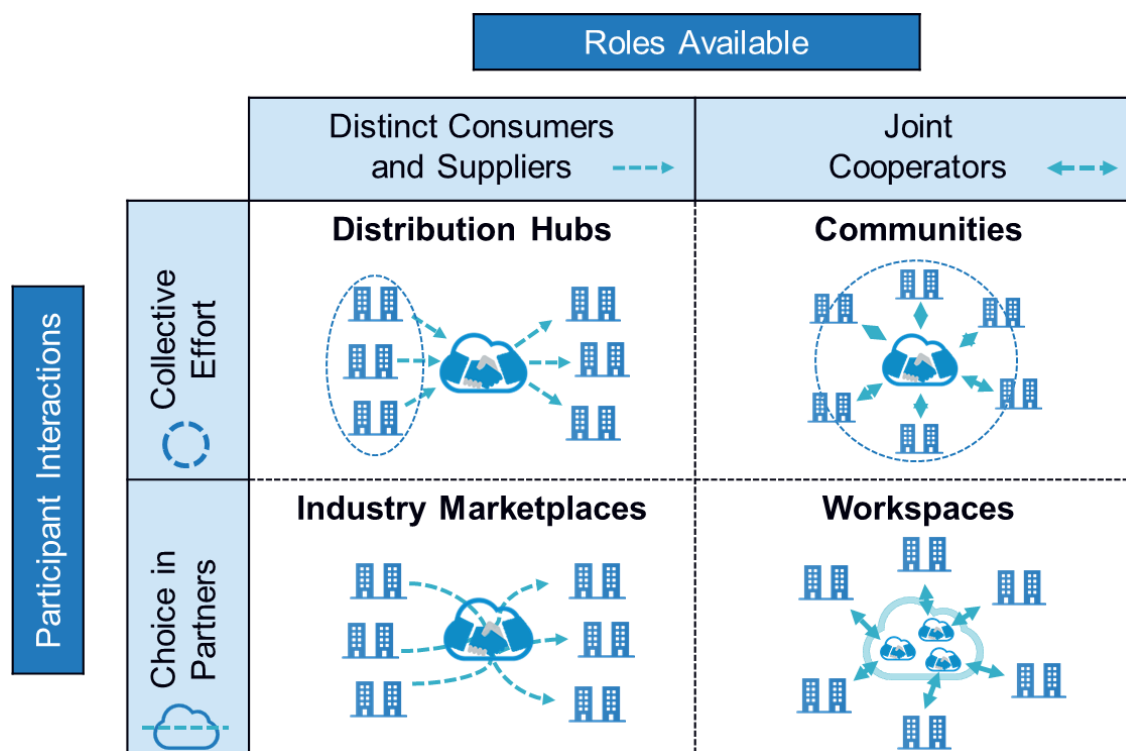 Roles Available
Distinct Consumers
and Suppliers
Joint
Cooperators
Participant Interactions
Collective
Effort
Distribution Hubs
Communities
Choice in
Partners
Industry Marketplaces
Workspaces